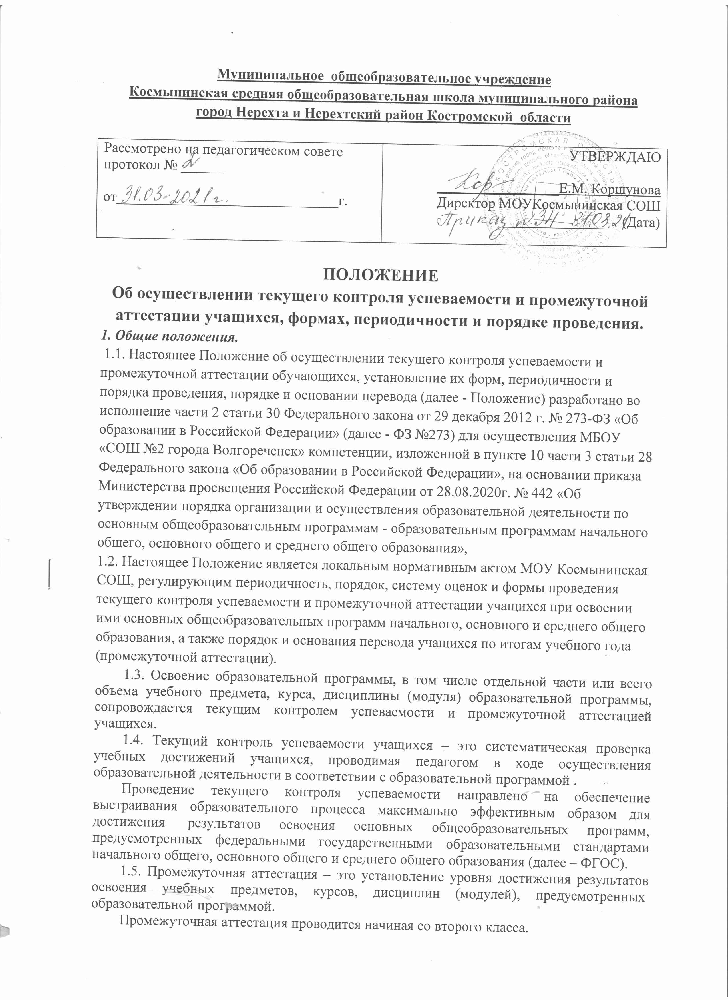 Муниципальное общеобразовательное учреждение
Космынинская средняя общеобразовательная школа муниципального района
город Нерехта и Нерехтский район Костромской области
Рассмотрено на педагогическом совете
протокол № 2
от 31.03.2021г. г.
УТВЕРЖДАЮ
Е.М. Коршунова
Директор МОУКосмынинская СОШ
Приказ №34 31.03.21 (Дата)
КОСТРОМСКАЯ ОБЛАСТЬ
ПОЛОЖЕНИЕ
Об осуществлении текущего контроля успеваемости и промежуточной
аттестации учащихся, формах, периодичности и порядке проведения.
1. Общие положения.
1.1. Настоящее Положение об осуществлении текущего контроля успеваемости и
промежуточной аттестации обучающихся, установление их форм, периодичности и
порядка проведения, порядке и основании перевода (далее - Положение) разработано во
исполнение части 2 статьи 30 Федерального закона от 29 декабря 2012 г. № 273-ФЗ «Об
образовании в Российской Федерации» (далее - ФЗ №273) для осуществления МБОУ
«СОШ №2 города Волгореченск» компетенции, изложенной в пункте 10 части 3 статьи 28
Федерального закона «Об образовании в Российской Федерации», на основании приказа
Министерства просвещения Российской Федерации от 28.08.2020г. № 442 «Об
утверждении порядка организации и осуществления образовательной деятельности по
основным общеобразовательным программам - образовательным программам начального
общего, основного общего и среднего общего образования»,
1.2. Настоящее Положение является локальным нормативным актом МОУ Космынинская
СОШ, регулирующим периодичность, порядок, систему оценок и формы проведения
текущего контроля успеваемости и промежуточной аттестации учащихся при освоении
ими основных общеобразовательных программ начального, основного и среднего общего
образования, а также порядок и основания перевода учащихся по итогам учебного года
(промежуточной аттестации).
1.3. Освоение образовательной программы, в том числе отдельной части или всего
объема учебного предмета, курса, дисциплины (модуля) образовательной программы,
сопровождается текущим контролем успеваемости и промежуточной аттестацией
учащихся.
1.4. Текущий контроль успеваемости учащихся – это систематическая проверка
учебных достижений учащихся, проводимая педагогом в ходе осуществления
образовательной деятельности в соответствии с образовательной программой .
Проведение текущего контроля успеваемости направлено на обеспечение
выстраивания образовательного процесса максимально эффективным образом для
достижения результатов освоения основных общеобразовательных программ,
предусмотренных федеральными государственными образовательными стандартами
начального общего, основного общего и среднего общего образования (далее – ФГОС).
1.5. Промежуточная аттестация – это установление уровня достижения результатов
освоения учебных предметов, курсов, дисциплин (модулей), предусмотренных
образовательной программой.
Промежуточная аттестация проводится начиная со второго класса.